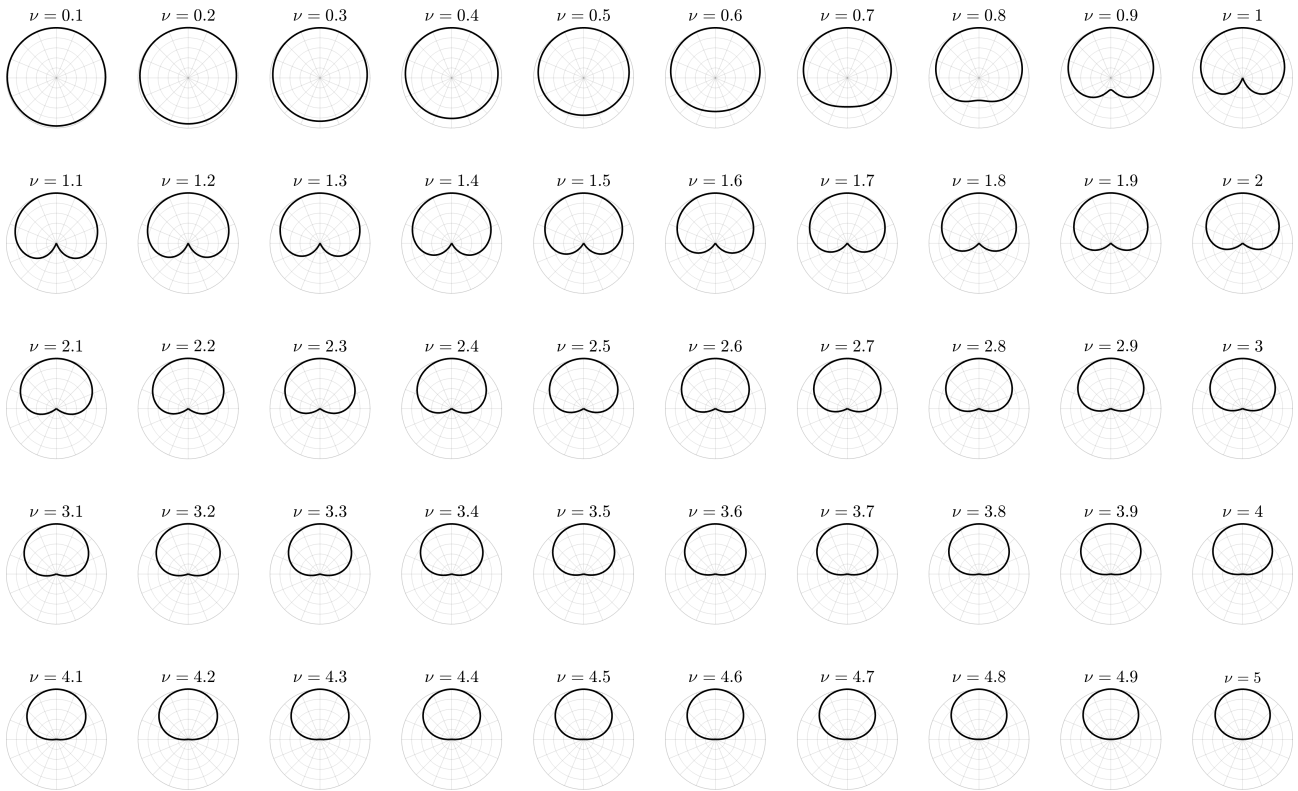 ν = 0.1 ν = 0.2 ν = 0.3 ν = 0.4 ν = 0.5 ν = 0.6 ν = 0.7 ν = 0.8 ν = 0.9 ν = 1
ν = 1.1 ν = 1.2 ν = 1.3 ν = 1.4 ν = 1.5 ν = 1.6 ν = 1.7 ν = 1.8 ν = 1.9 ν = 2
ν = 2.1 ν = 2.2 ν = 2.3 ν = 2.4 ν = 2.5 ν = 2.6 ν = 2.7 ν = 2.8 ν = 2.9 ν = 3
ν = 3.1 ν = 3.2 ν = 3.3 ν = 3.4 ν = 3.5 ν = 3.6 ν = 3.7 ν = 3.8 ν = 3.9 ν = 4
ν = 4.1 ν = 4.2 ν = 4.3 ν = 4.4 ν = 4.5 ν = 4.6 ν = 4.7 ν = 4.8 ν = 4.9 ν = 5